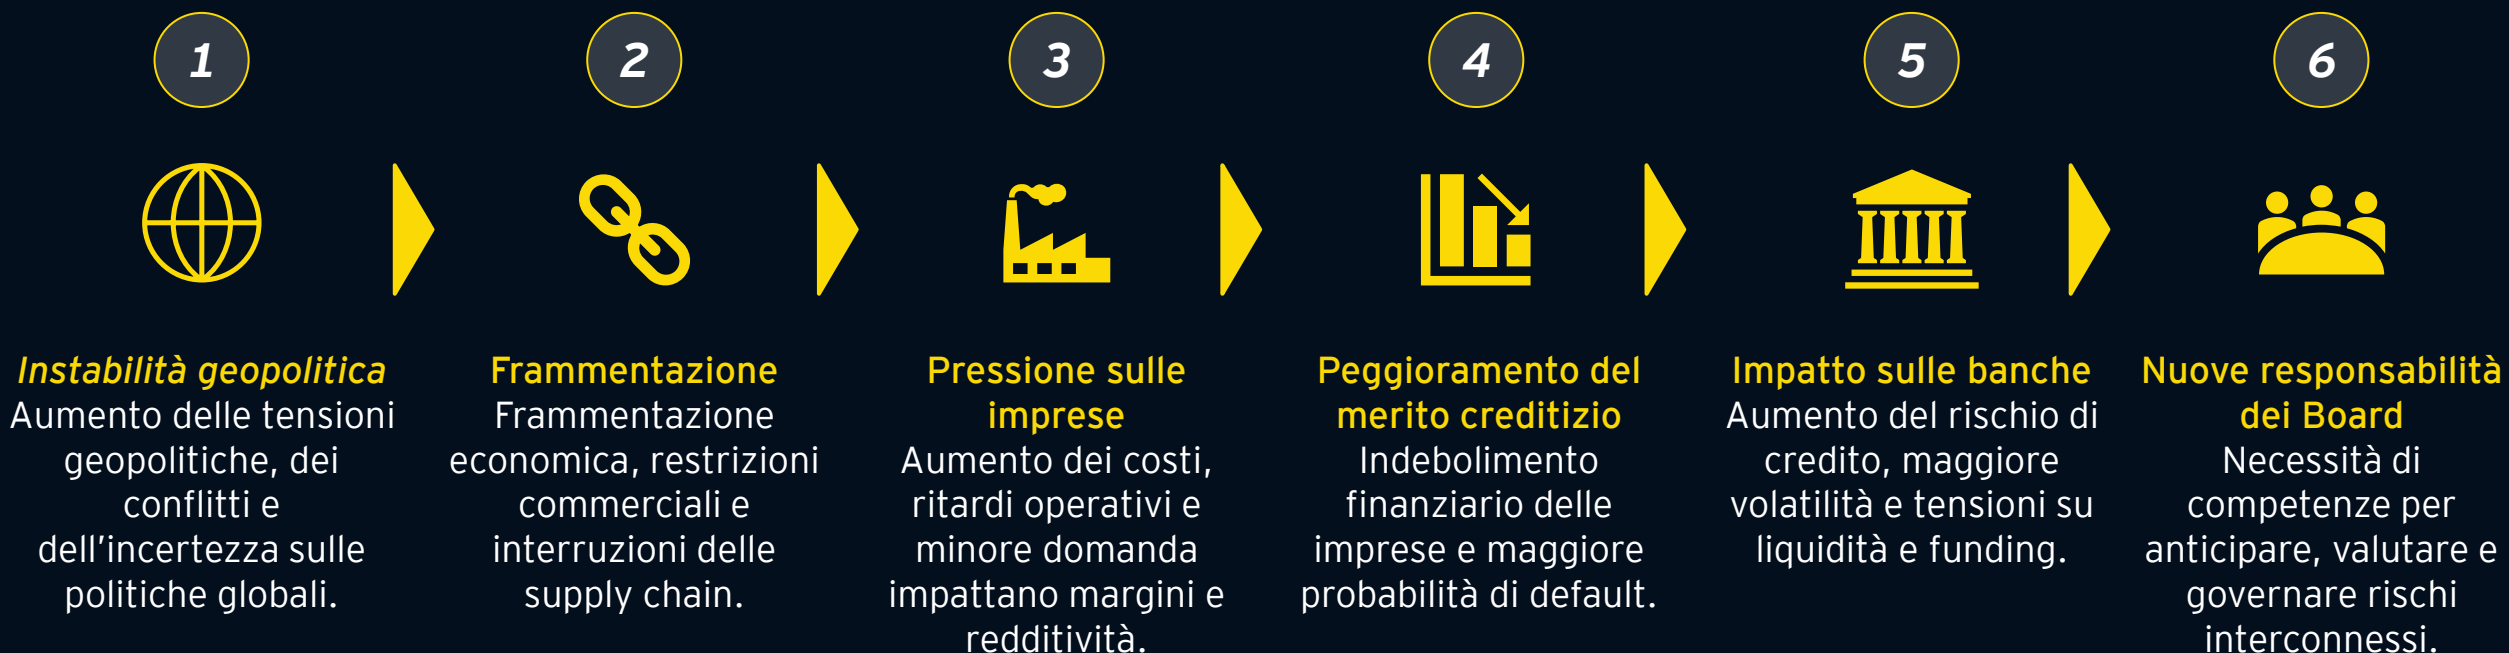 1
2
3
4
5
6
Instabilità geopolitica
Aumento delle tensioni
geopolitiche, dei
conflitti e
dell'incertezza sulle
politiche globali.
Frammentazione
Frammentazione
economica, restrizioni
commerciali e
interruzioni delle
supply chain.
Pressione sulle
imprese
Aumento dei costi,
ritardi operativi e
minore domanda
impattano margini e
redditività.
Peggioramento del
merito creditizio
Indebolimento
finanziario delle
imprese e maggiore
probabilità di default.
Impatto sulle banche
Aumento del rischio di
credito, maggiore
volatilità e tensioni su
liquidità e funding.
Nuove responsabilità
dei Board
Necessità di
competenze per
anticipare, valutare e
governare rischi
interconnessi.